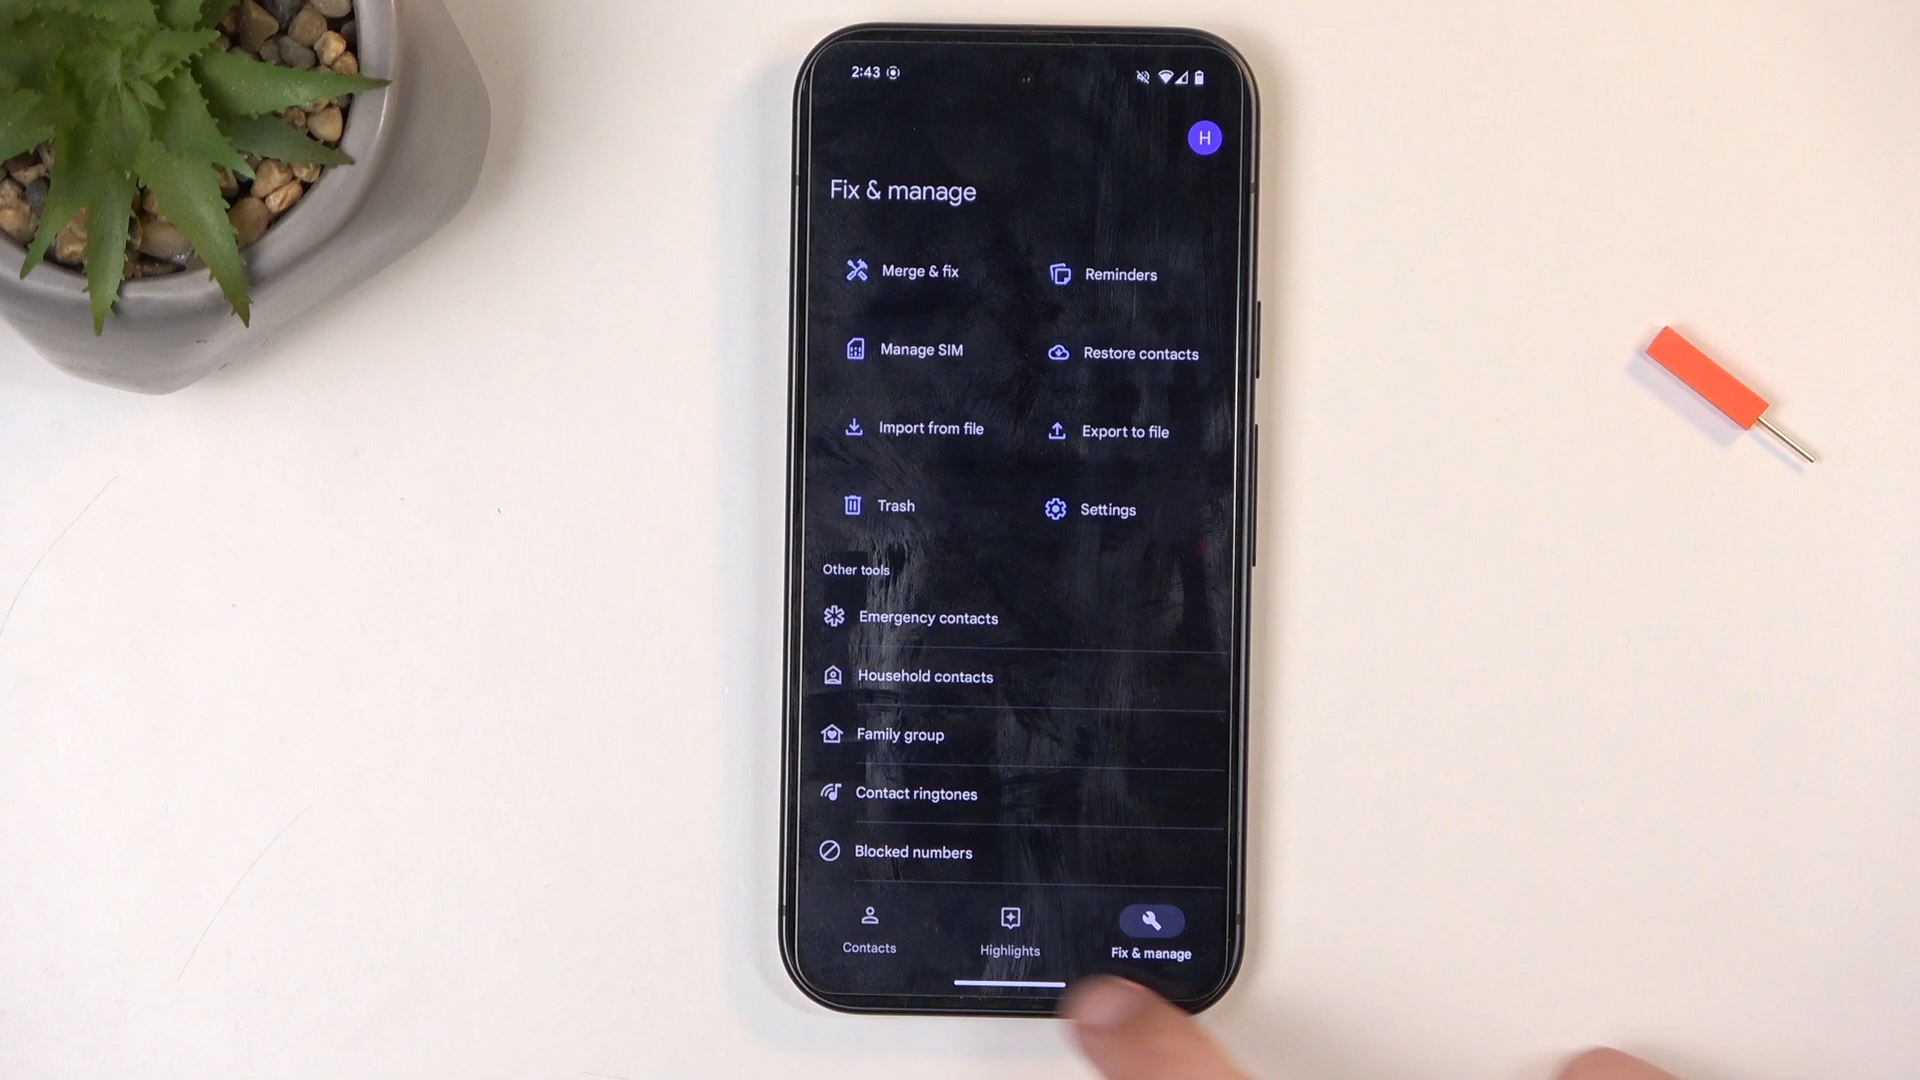 2:43
H
Fix & manage
Merge & fix
Reminders
Manage SIM
Restore contacts
Import from file
Export to file
Trash
Settings
Other tools
Emergency contacts
Household contacts
Family group
Contact ringtones
Blocked numbers
Contacts
Highlights
Fix & manage